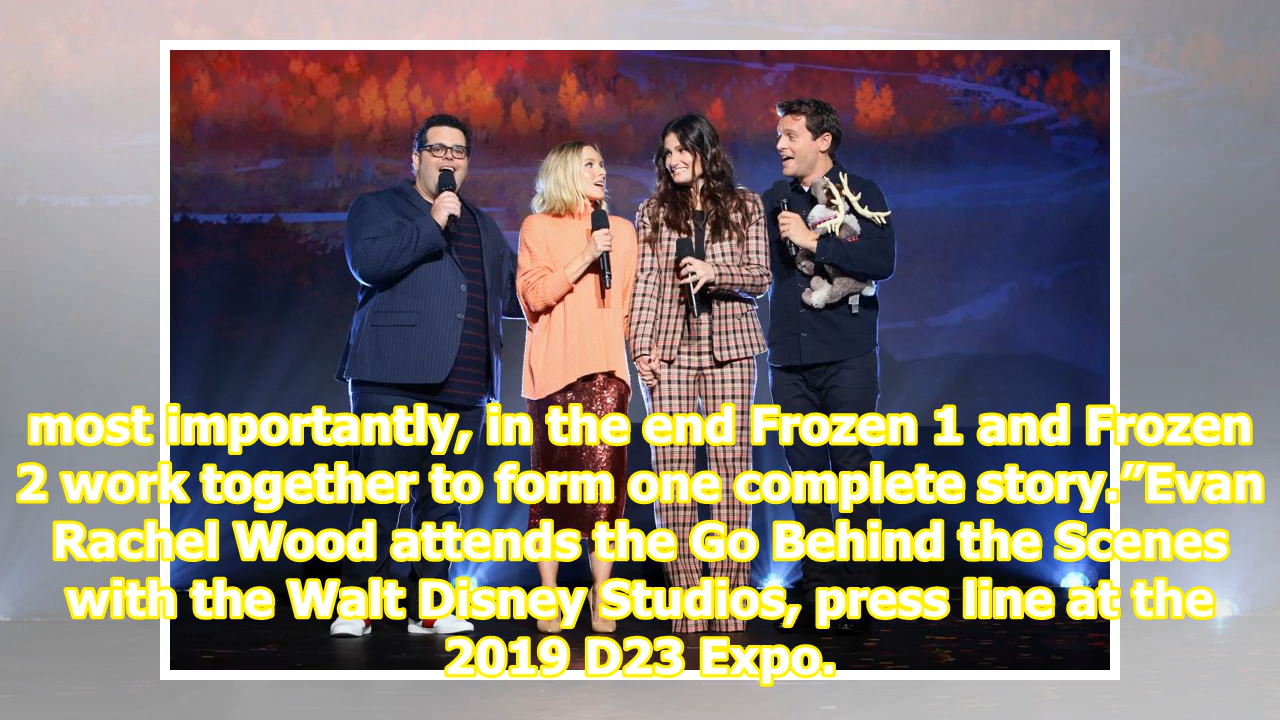 most importantly, in the end Frozen 1 and Frozen
2 work together to form one complete story.”Evan
Rachel Wood attends the Go Behind the Scenes
with the Walt Disney Studios, press line at the
2019 D23 Expo.